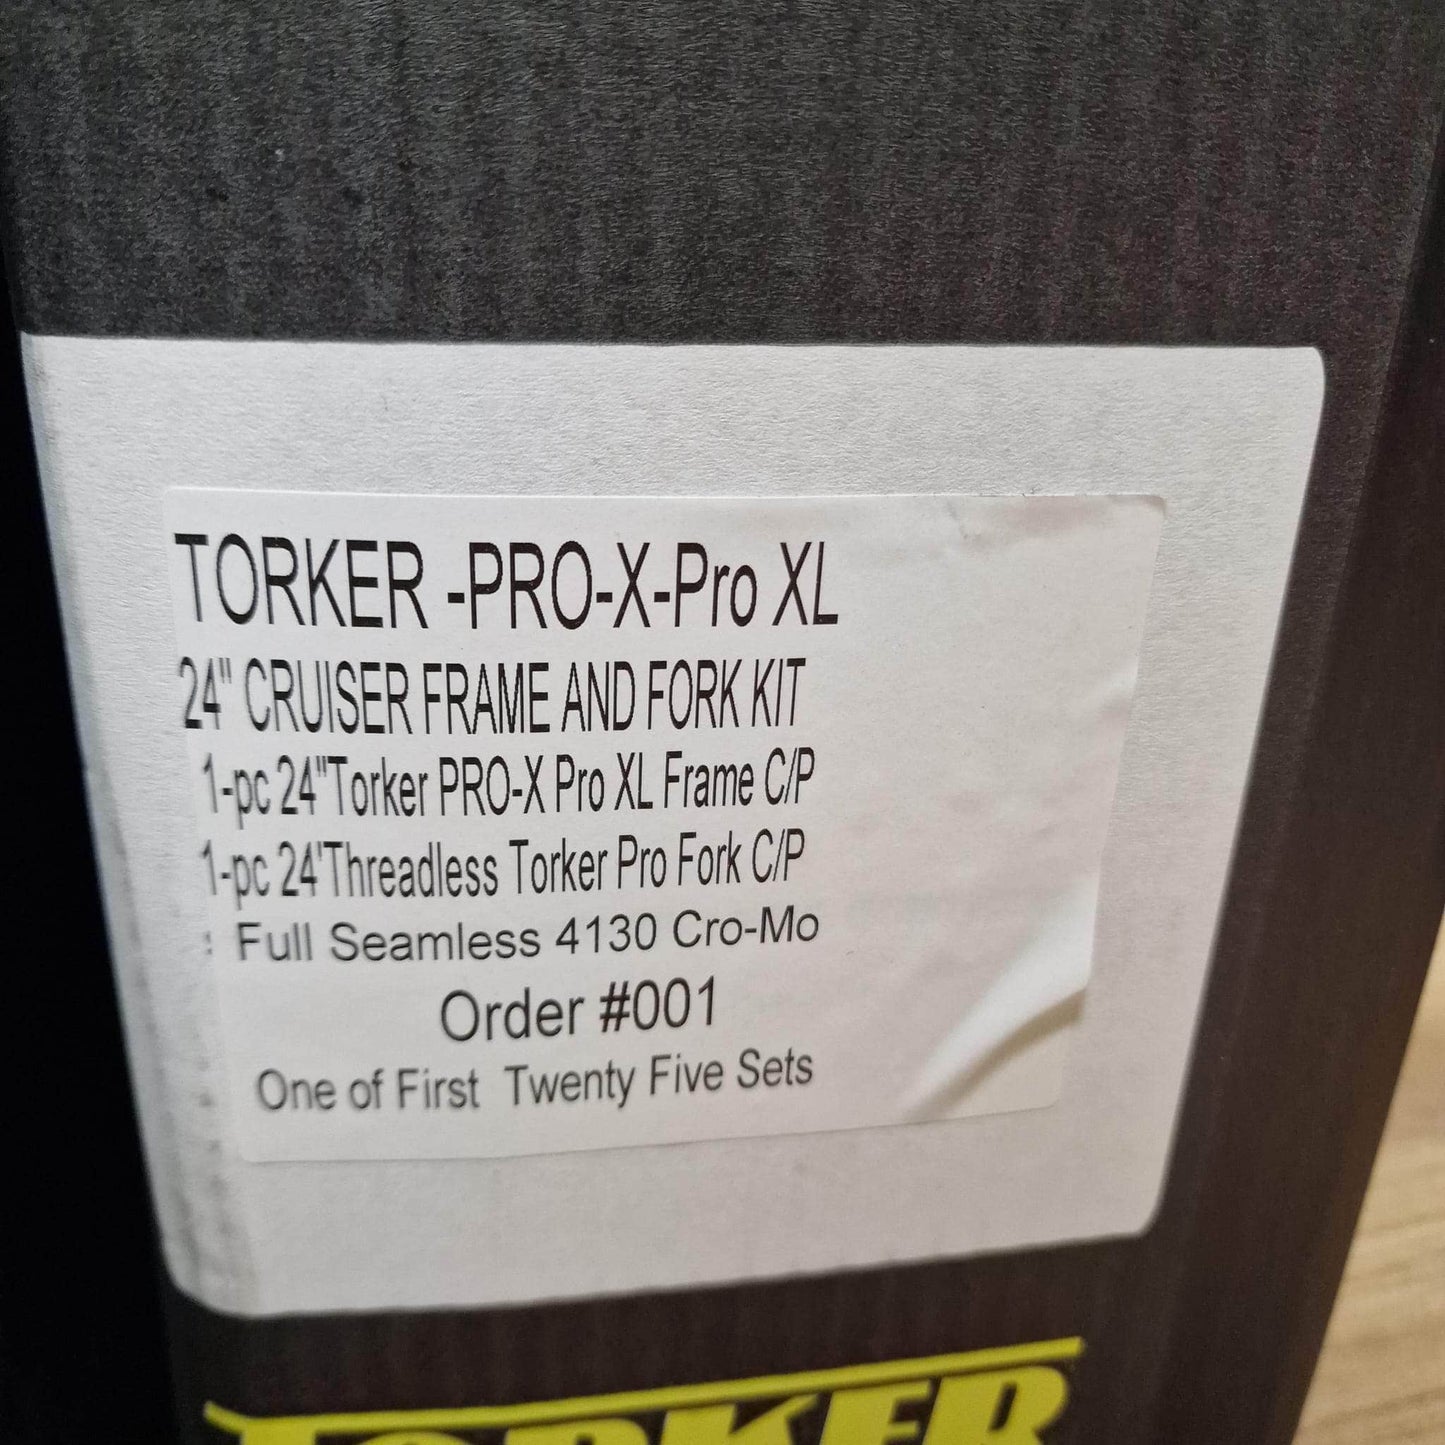 TORKER -PRO-X-Pro XL
24" CRUISER FRAME AND FORK KIT
1-pc 24"Torker PRO-X Pro XL Frame C/P
1-pc 24'Threadless Torker Pro Fork C/P
: Full Seamless 4130 Cro-Mo
Order #001
One of First Twenty Five Sets
TORKER